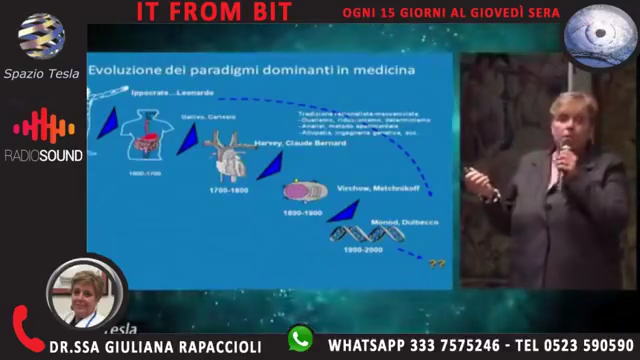 IT FROM BIT
OGNI 15 GIORNI AL GIOVEDÌ SERA
Spazio Tesla
RADIOSOUND
Evoluzione dei paradigmi dominanti in medicina
Ippocrate....Leonardo
Galileo, Cartesio
Tradizione razionalista-meccanicista
- Dualismo, riduzionismo, determinismo
- Analisi, metodo sperimentale
- Allopatia, ingegneria genetica, ecc.
Harvey, Claude Bernard
1600-1700
1700-1800
Virchow, Metchnikoff
1800-1900
Monod, Dulbecco
1900-2000
??
esla
DR.SSA GIULIANA RAPACCIOLI
WHATSAPP 333 7575246 - TEL 0523 590590